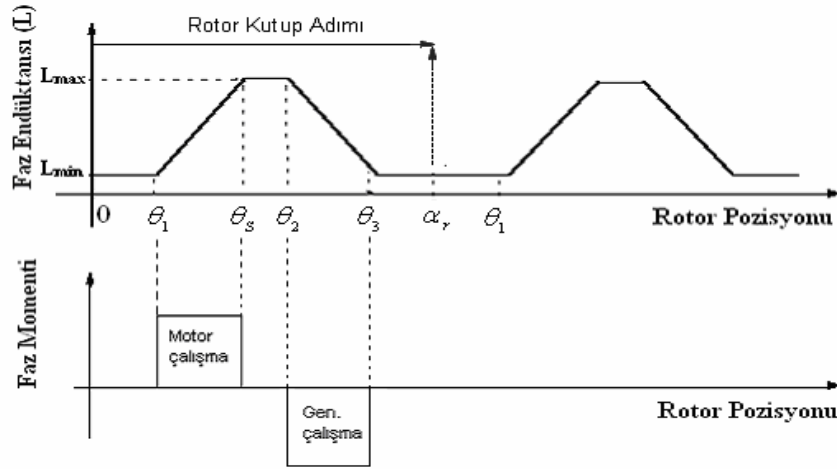 Rotor Kutup Adımı
Faz Endüktansı (L)
Lmax
Lmin
0
θ₁
θₛ
θ₂
θ₃
αᵣ
θ₁
Rotor Pozisyonu
Faz Momenti
Motor
çalışma
Gen.
çalışma
Rotor Pozisyonu